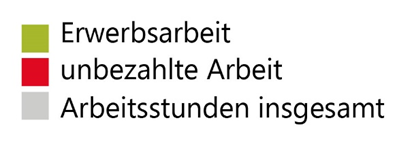 Erwerbsarbeit
unbezahlte Arbeit
Arbeitsstunden insgesamt